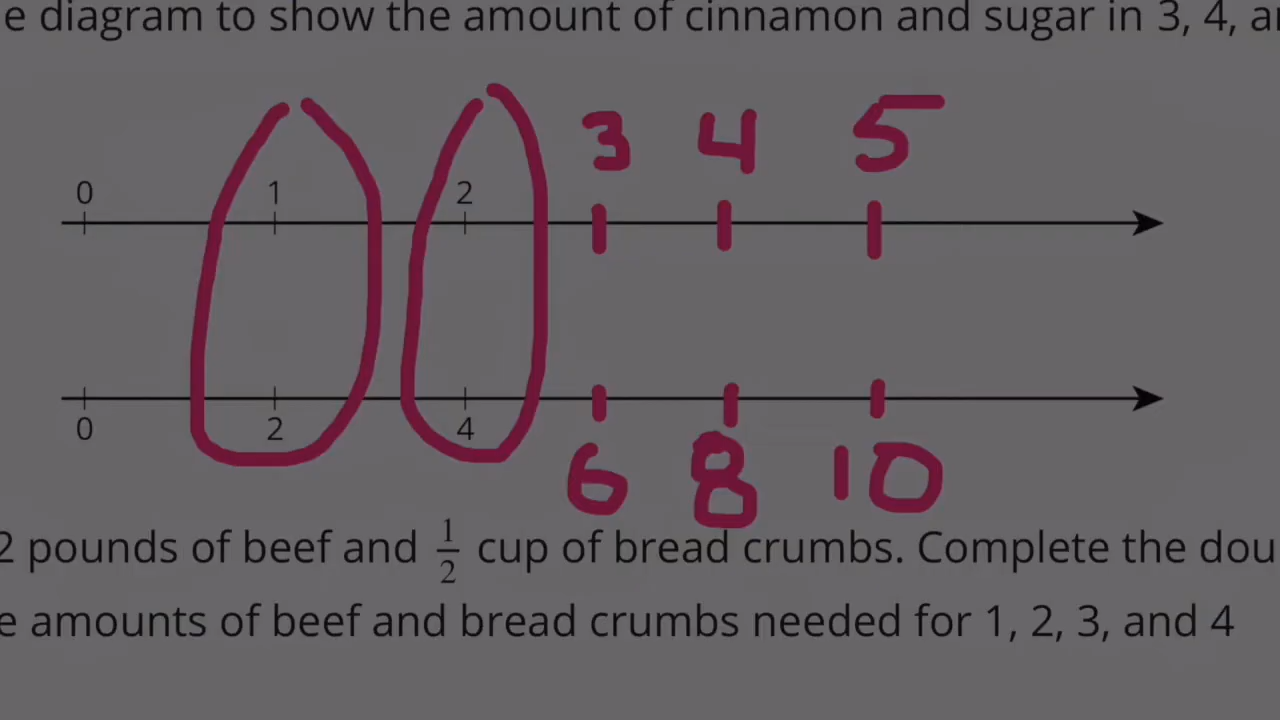 e diagram to show the amount of cinnamon and sugar in 3, 4, a
3 4 5
0 1 2
0 2 4
6 8 10
2 pounds of beef and 1/2 cup of bread crumbs. Complete the dou
e amounts of beef and bread crumbs needed for 1, 2, 3, and 4